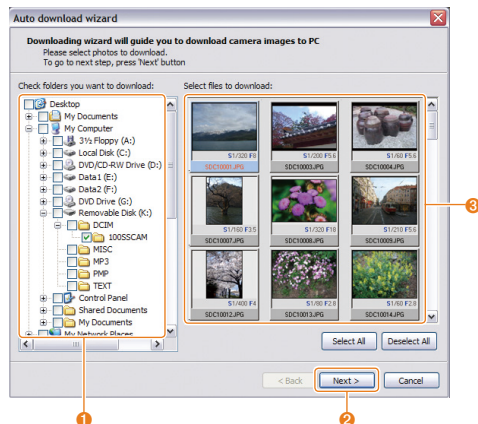 Auto download wizard
Downloading wizard will guide you to download camera images to PC
Please select photos to download.
To go to next step, press 'Next' button
Check folders you want to download:
Select files to download:
Desktop
My Documents
My Computer
3½ Floppy (A:)
Local Disk (C:)
DVD/CD-RW Drive (D:)
Data1 (E:)
Data2 (F:)
DVD Drive (G:)
Removable Disk (K:)
DCIM
100SSCAM
MISC
MP3
PMP
TEXT
Control Panel
Shared Documents
My Documents
My Network Places
S1/320 F8
SDC10001.JPG
S1/200 F5.6
SDC10003.JPG
S1/60 F5.6
SDC10004.JPG
S1/160 F3.5
SDC10007.JPG
S1/320 F18
SDC10008.JPG
S1/210 F5.6
SDC10009.JPG
S1/400 F4
SDC10012.JPG
S1/80 F2.8
SDC10013.JPG
S1/60 F2.8
SDC10014.JPG
3
Select All
Deselect All
< Back
Next >
Cancel
1
2